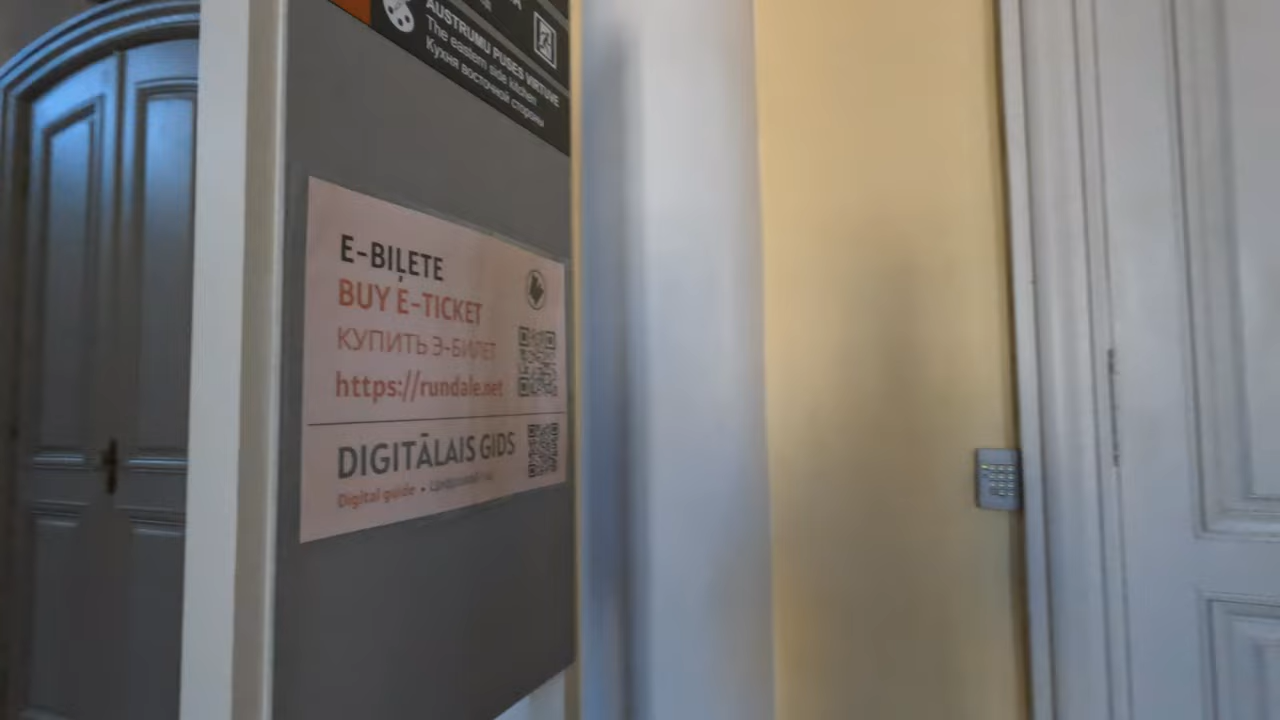 AUSTRUMU PUSES VIRTUVE
The eastern side kitchen
Кухня восточной стороны
E-BIĻETE
BUY E-TICKET
КУПИТЬ Э-БИЛЕТ
https://rundale.net
DIGITĀLAIS GIDS
Digital guide •